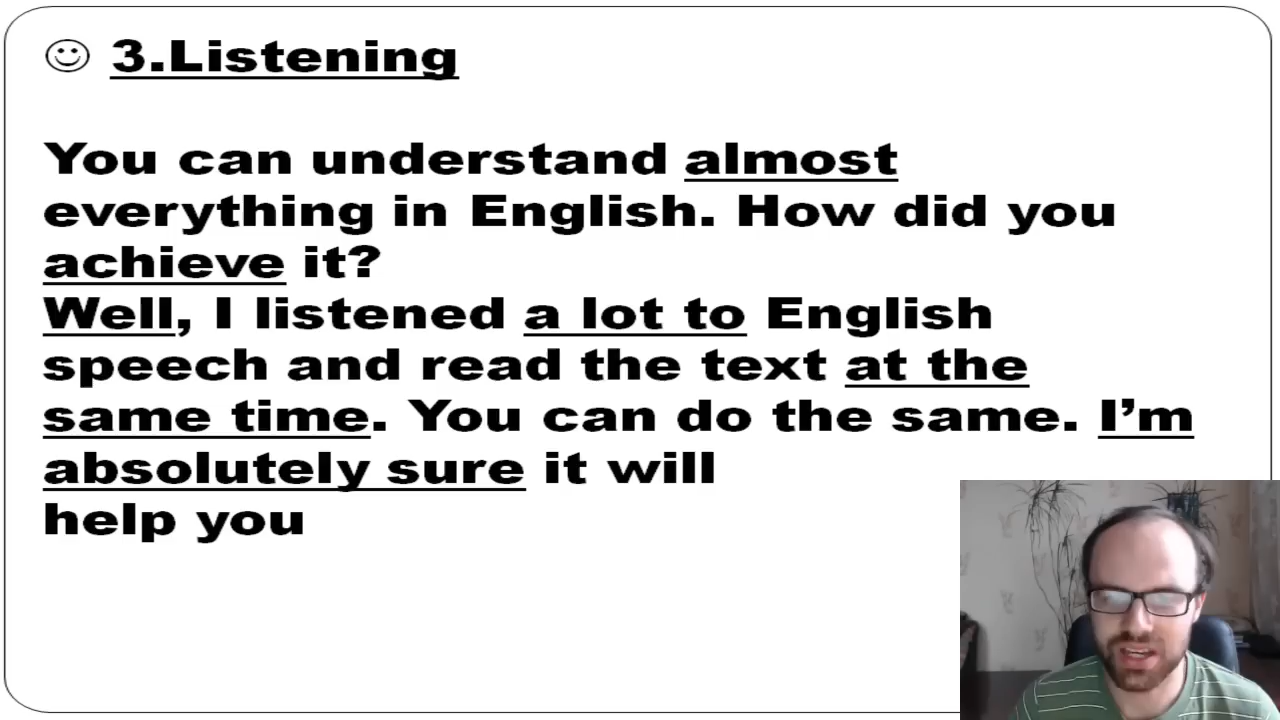 ☺ 3.Listening
You can understand almost
everything in English. How did you
achieve it?
Well, I listened a lot to English
speech and read the text at the
same time. You can do the same. I’m
absolutely sure it will
help you